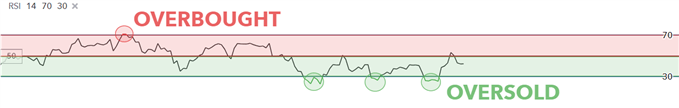 RSI 14 70 30 ×
OVERBOUGHT
70
50
30
OVERSOLD